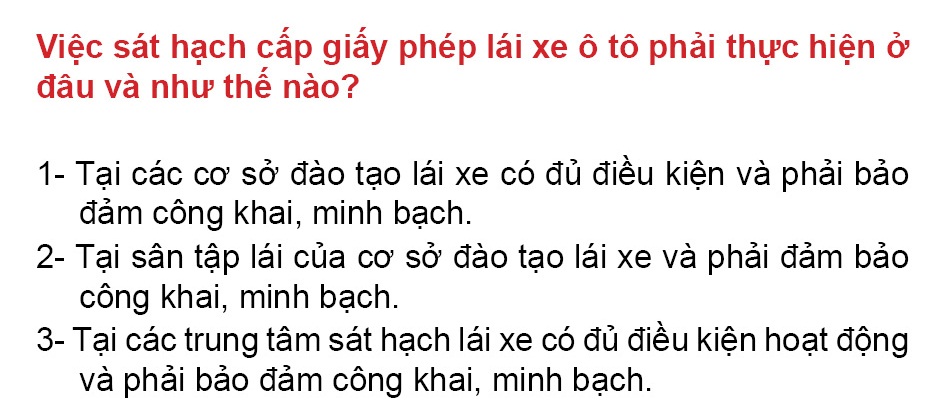 Việc sát hạch cấp giấy phép lái xe ô tô phải thực hiện ở
đâu và như thế nào?
1- Tại các cơ sở đào tạo lái xe có đủ điều kiện và phải bảo
đảm công khai, minh bạch.
2- Tại sân tập lái của cơ sở đào tạo lái xe và phải đảm bảo
công khai, minh bạch.
3- Tại các trung tâm sát hạch lái xe có đủ điều kiện hoạt động
và phải bảo đảm công khai, minh bạch.